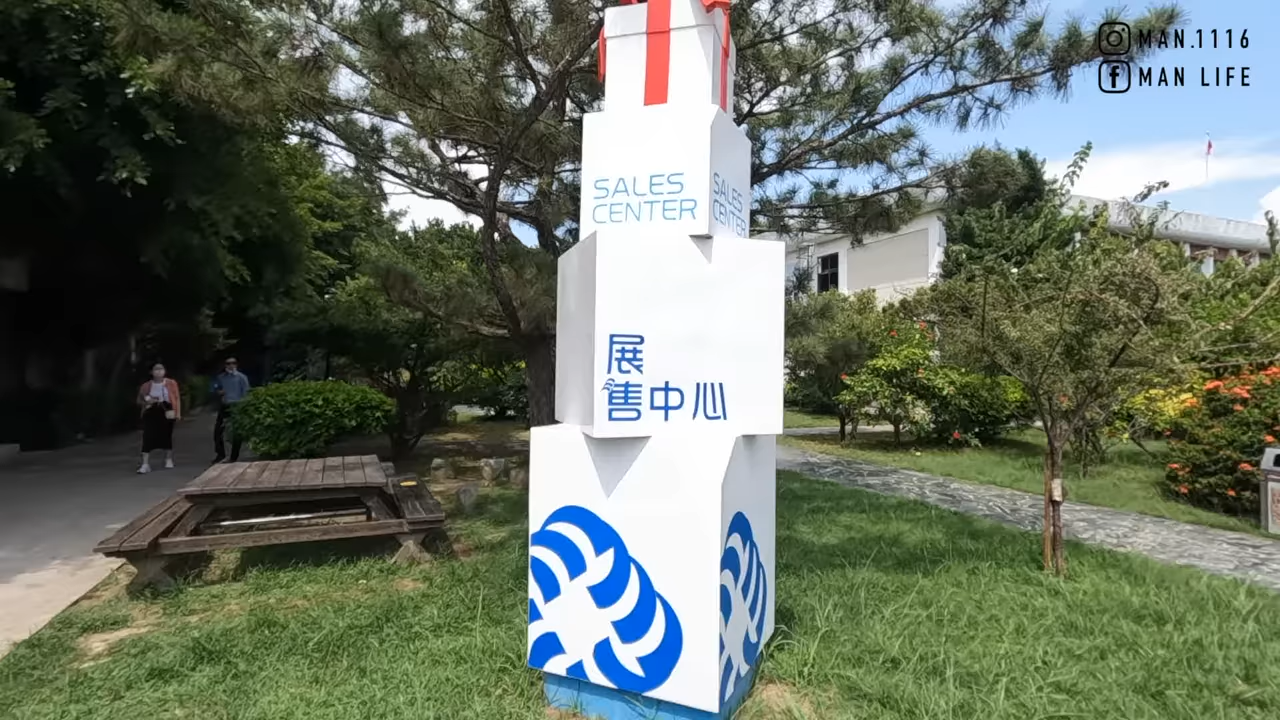 MAN.1116
MAN LIFE
SALES
CENTER
SALES
CENTER
展
售中心